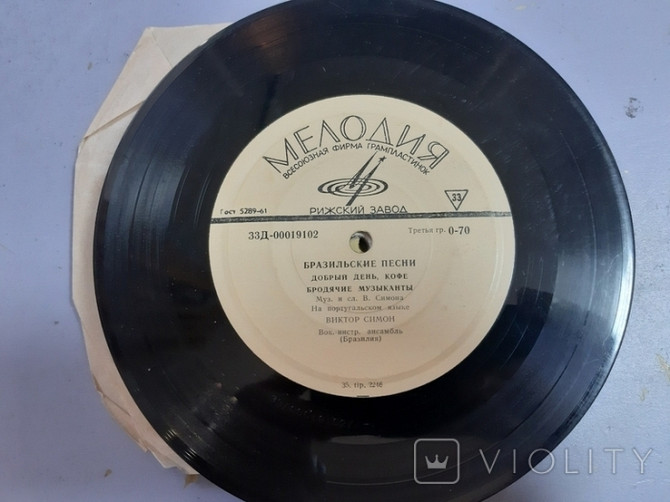 МЕЛОДИЯ
ВСЕСОЮЗНАЯ ФИРМА ГРАМПЛАСТИНОК
Гост 5289-61
33
РИЖСКИЙ ЗАВОД
33Д-00019102
Третья гр. 0-70
БРАЗИЛЬСКИЕ ПЕСНИ
ДОБРЫЙ ДЕНЬ, КОФЕ
БРОДЯЧИЕ МУЗЫКАНТЫ
Муз. и сл. В. Симона
На португальском языке
ВИКТОР СИМОН
Вок. инстр. ансамбль
(Бразилия)
VIOLITY